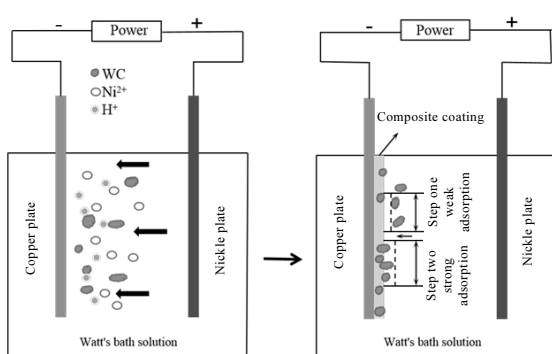 - Power +
WC
Ni2+
H+
Copper plate
Nickle plate
Watt's bath solution
- Power +
Composite coating
Copper plate
Step one
weak
adsorption
Step two
strong
adsorption
Nickle plate
Watt's bath solution